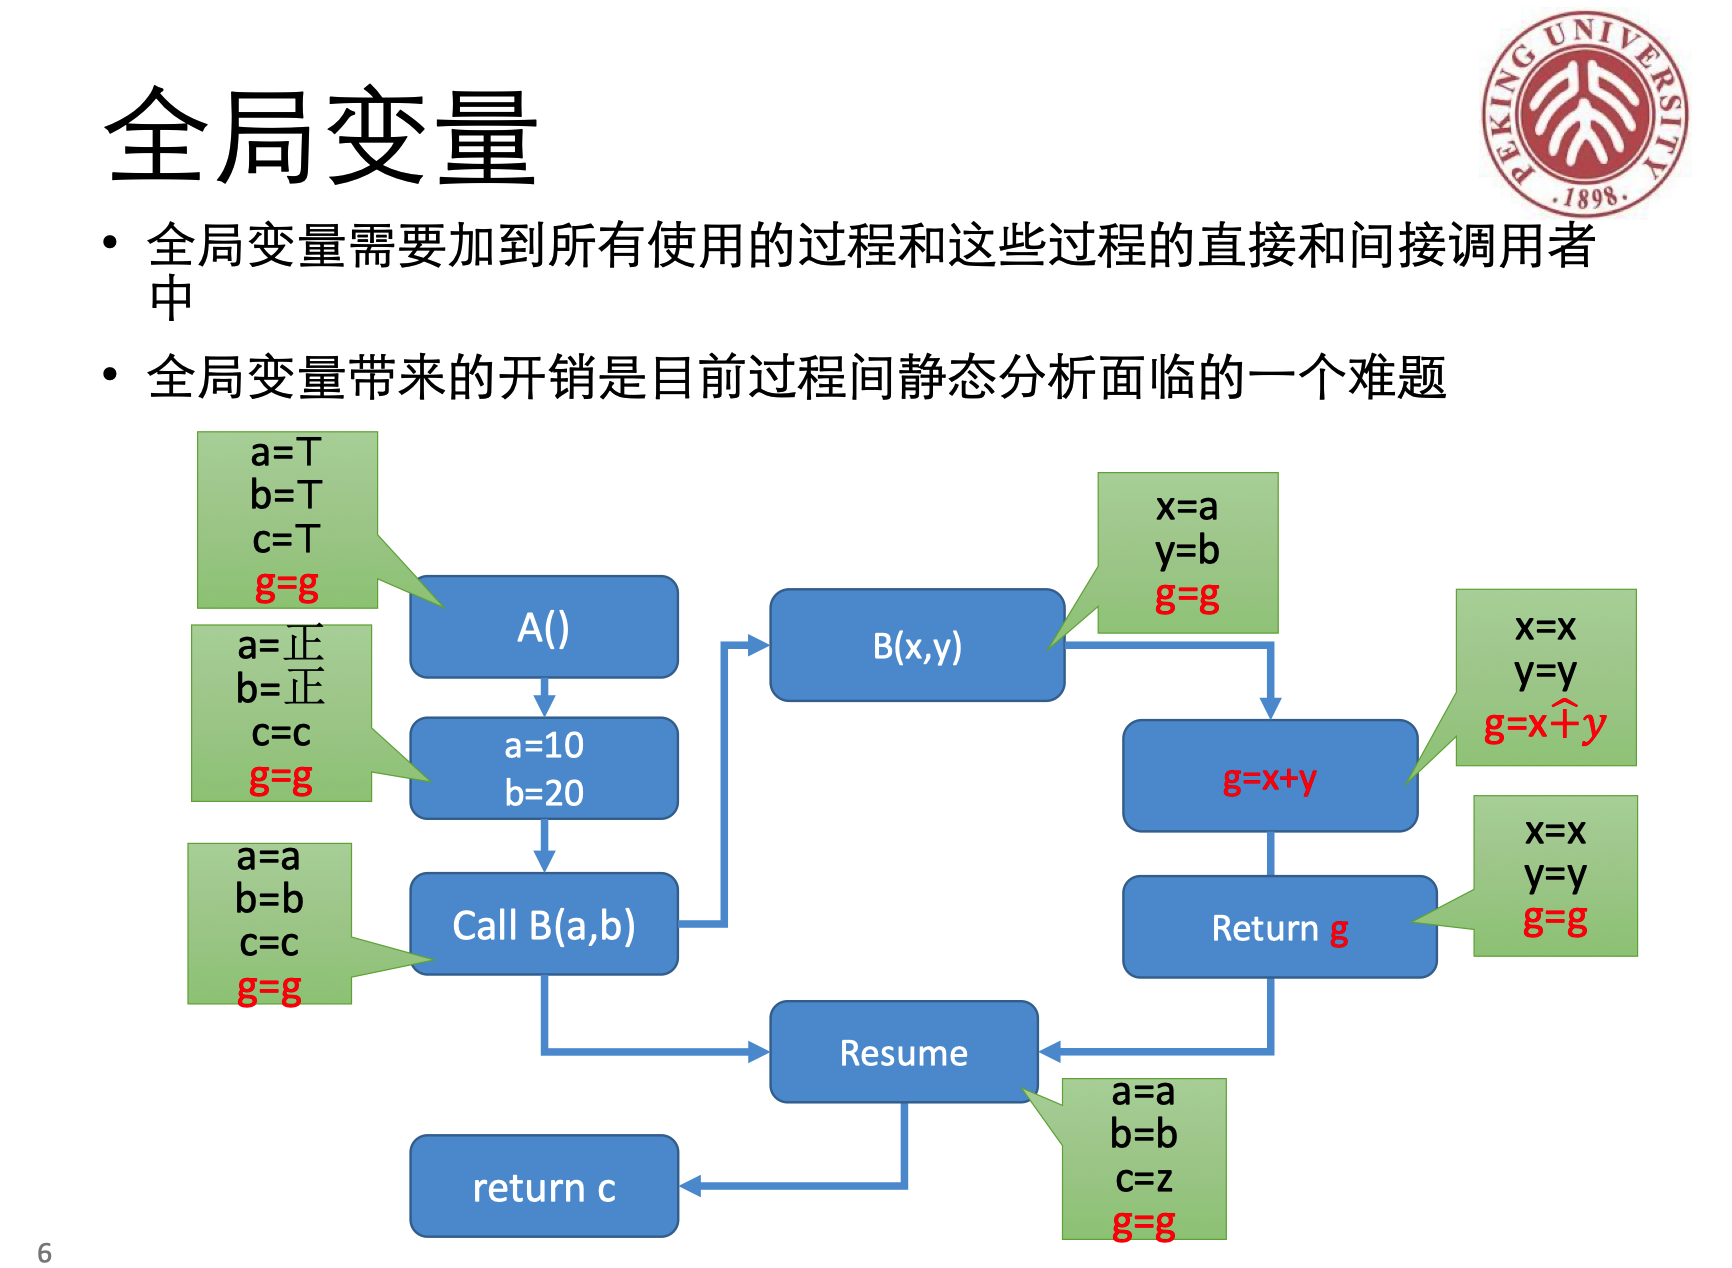 全局变量
PEKING UNIVERSITY
·1898·
• 全局变量需要加到所有使用的过程和这些过程的直接和间接调用者
中
• 全局变量带来的开销是目前过程间静态分析面临的一个难题
a=⊤
b=⊤
c=⊤
g=g
A()
a=正
b=正
c=c
g=g
a=10
b=20
a=a
b=b
c=c
g=g
Call B(a,b)
x=a
y=b
g=g
B(x,y)
x=x
y=y
g=x+̂y
g=x+y
x=x
y=y
g=g
Return g
Resume
a=a
b=b
c=z
g=g
return c
6